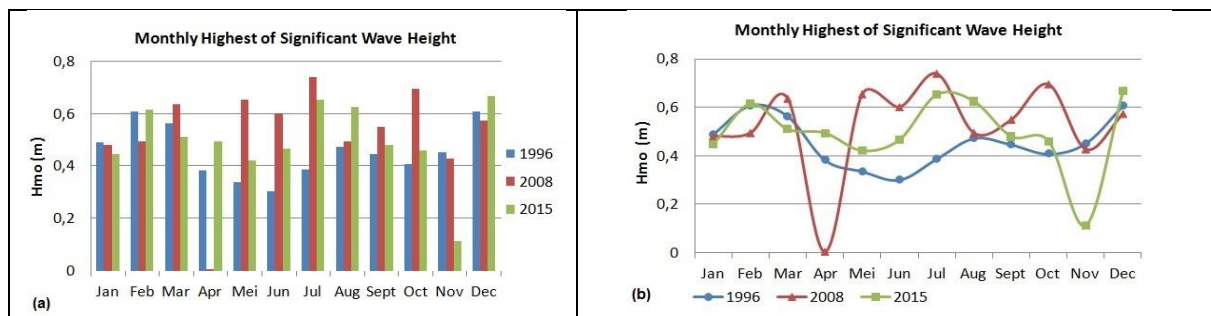 Monthly Highest of Significant Wave Height
0,8
0,6
0,4
0,2
0
Hmo (m)
Jan Feb Mar Apr Mei Jun Jul Aug Sept Oct Nov Dec
1996
2008
2015
(a)
Monthly Highest of Significant Wave Height
0,8
0,6
0,4
0,2
0
Hmo (m)
Jan Feb Mar Apr Mei Jun Jul Aug Sept Oct Nov Dec
(b)
1996 2008 2015